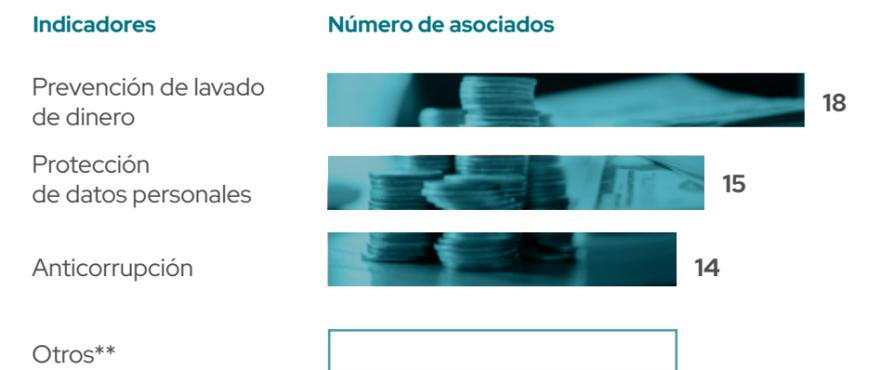 Indicadores
Número de asociados
Prevención de lavado
de dinero
18
Protección
de datos personales
15
Anticorrupción
14
Otros**